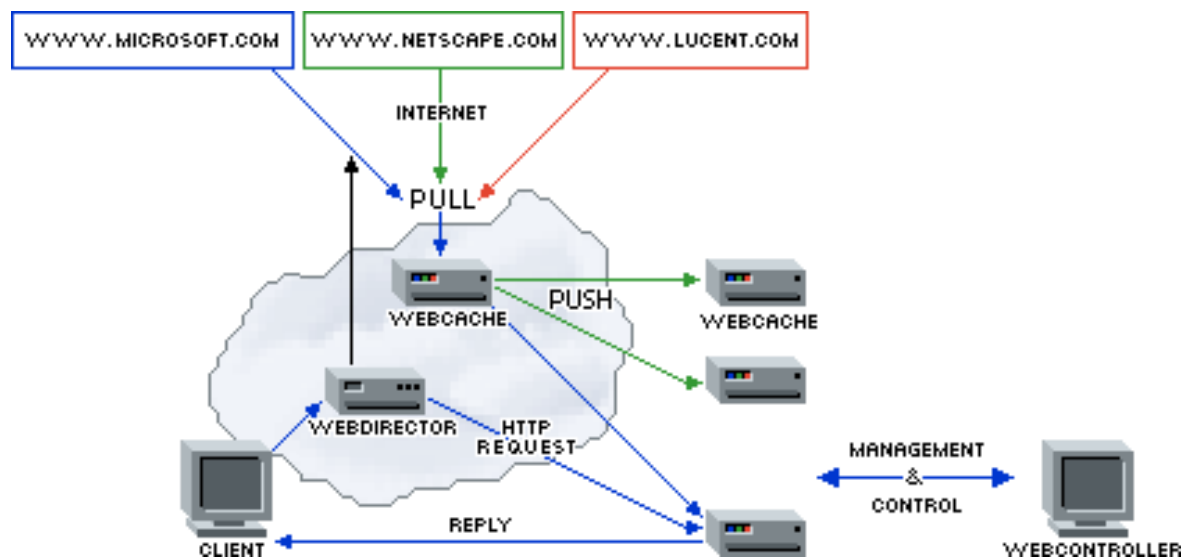 WWW.MICROSOFT.COM
WWW.NETSCAPE.COM
WWW.LUCENT.COM
INTERNET
PULL
WEBCACHE
PUSH
WEBCACHE
WEBDIRECTOR
HTTP
REQUEST
MANAGEMENT
&
CONTROL
REPLY
CLIENT
WEBCONTROLLER